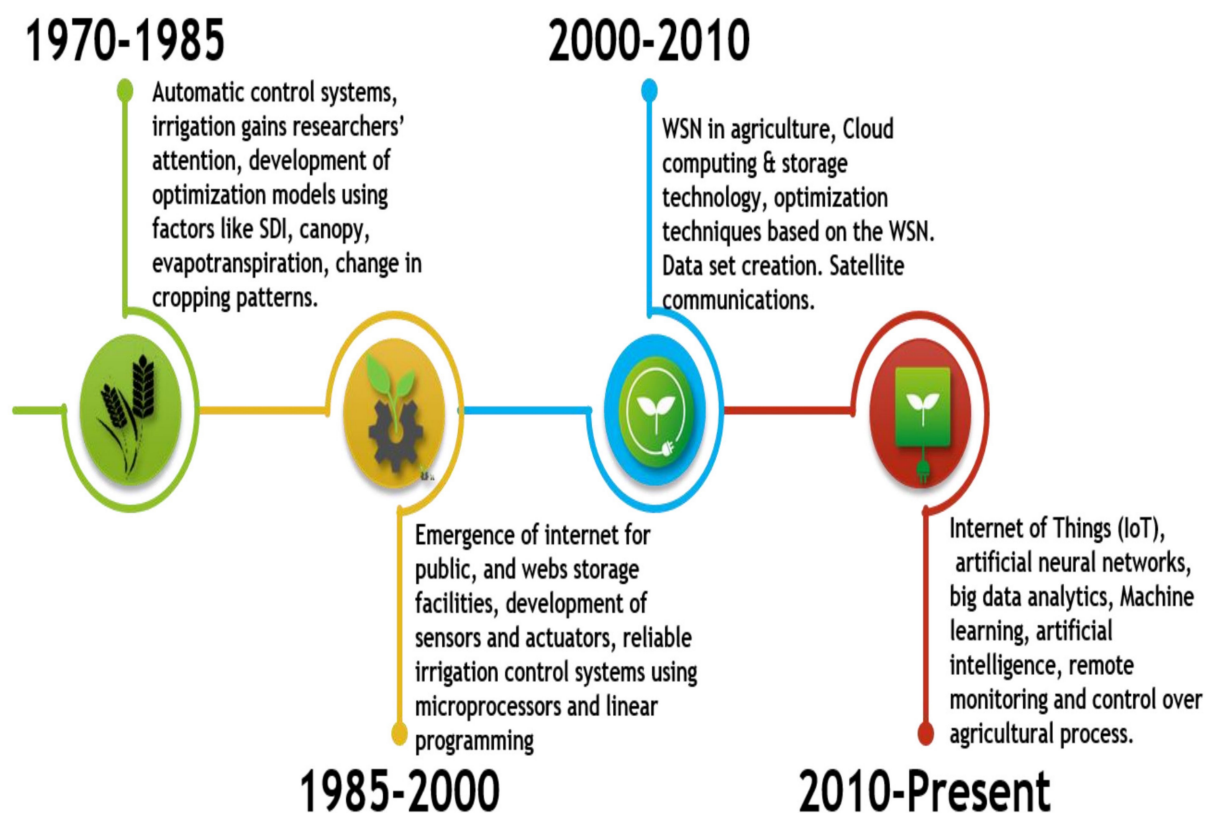 1970-1985
Automatic control systems,
irrigation gains researchers’
attention, development of
optimization models using
factors like SDI, canopy,
evapotranspiration, change in
cropping patterns.
2000-2010
WSN in agriculture, Cloud
computing & storage
technology, optimization
techniques based on the WSN.
Data set creation. Satellite
communications.
Emergence of internet for
public, and webs storage
facilities, development of
sensors and actuators, reliable
irrigation control systems using
microprocessors and linear
programming
1985-2000
Internet of Things (IoT),
artificial neural networks,
big data analytics, Machine
learning, artificial
intelligence, remote
monitoring and control over
agricultural process.
2010-Present